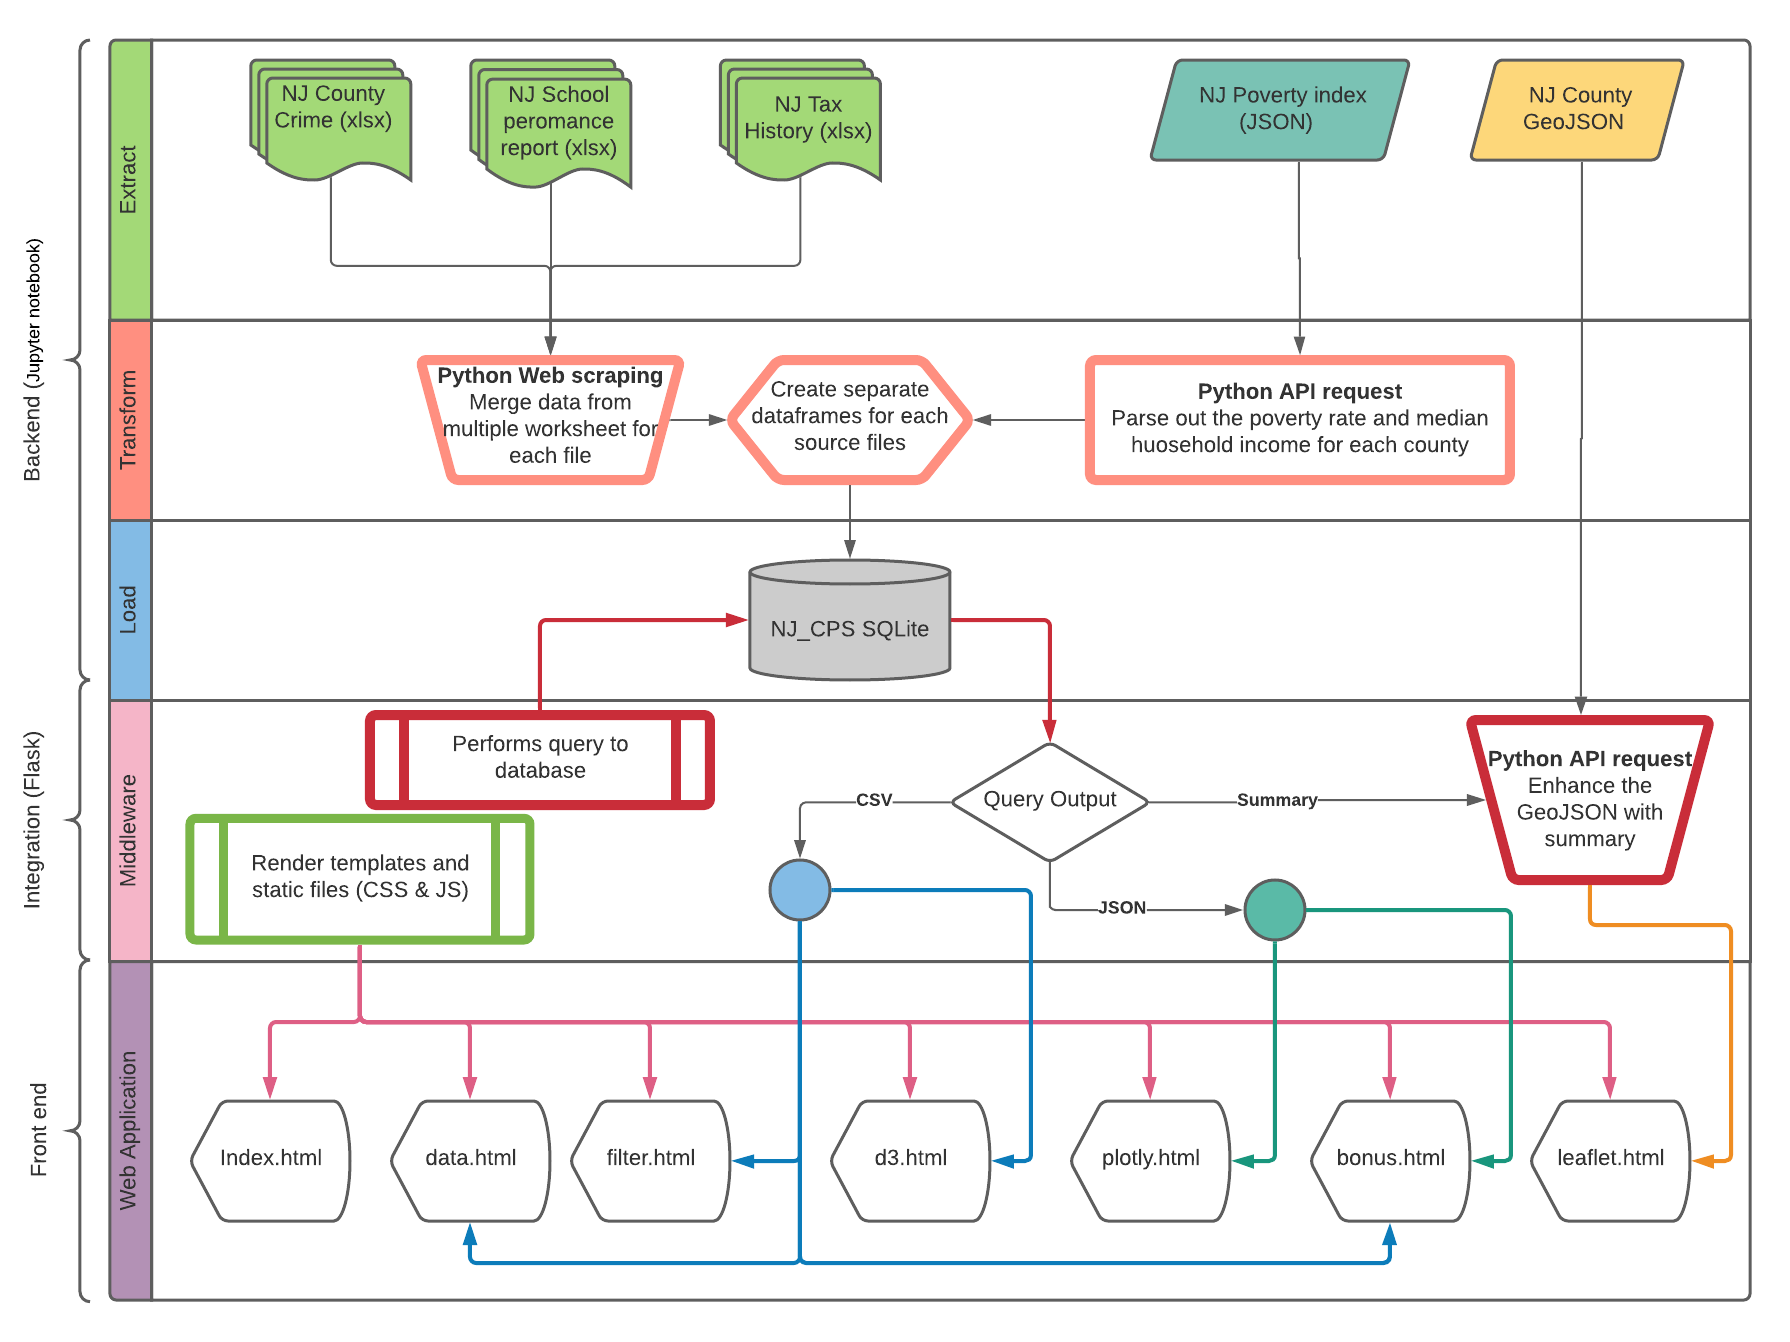 Backend (Jupyter notebook)
Extract
NJ County
Crime (xlsx)
NJ School
peromance
report (xlsx)
NJ Tax
History (xlsx)
NJ Poverty index
(JSON)
NJ County
GeoJSON
Transform
Python Web scraping
Merge data from
multiple worksheet for
each file
Create separate
dataframes for each
source files
Python API request
Parse out the poverty rate and median
huosehold income for each county
Load
NJ_CPS SQLite
Integration (Flask)
Middleware
Performs query to
database
Render templates and
static files (CSS & JS)
CSV
Query Output
Summary
JSON
Python API request
Enhance the
GeoJSON with
summary
Front end
Web Application
Index.html
data.html
filter.html
d3.html
plotly.html
bonus.html
leaflet.html